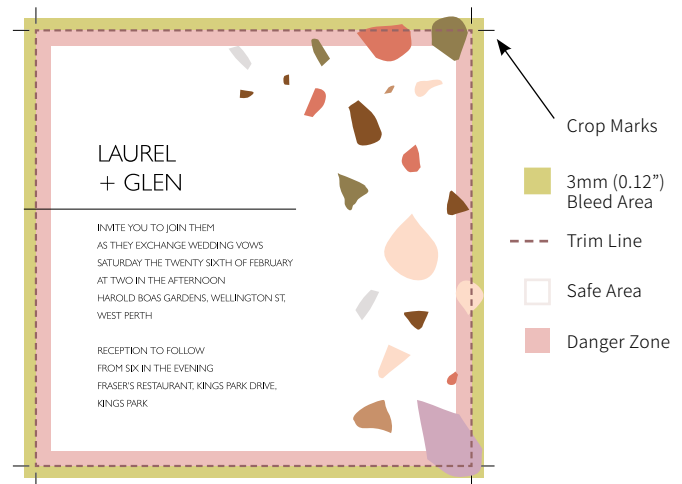 LAUREL
+ GLEN
INVITE YOU TO JOIN THEM
AS THEY EXCHANGE WEDDING VOWS
SATURDAY THE TWENTY SIXTH OF FEBRUARY
AT TWO IN THE AFTERNOON
HAROLD BOAS GARDENS, WELLINGTON ST,
WEST PERTH
RECEPTION TO FOLLOW
FROM SIX IN THE EVENING
FRASER'S RESTAURANT, KINGS PARK DRIVE,
KINGS PARK
Crop Marks
3mm (0.12”)
Bleed Area
Trim Line
Safe Area
Danger Zone